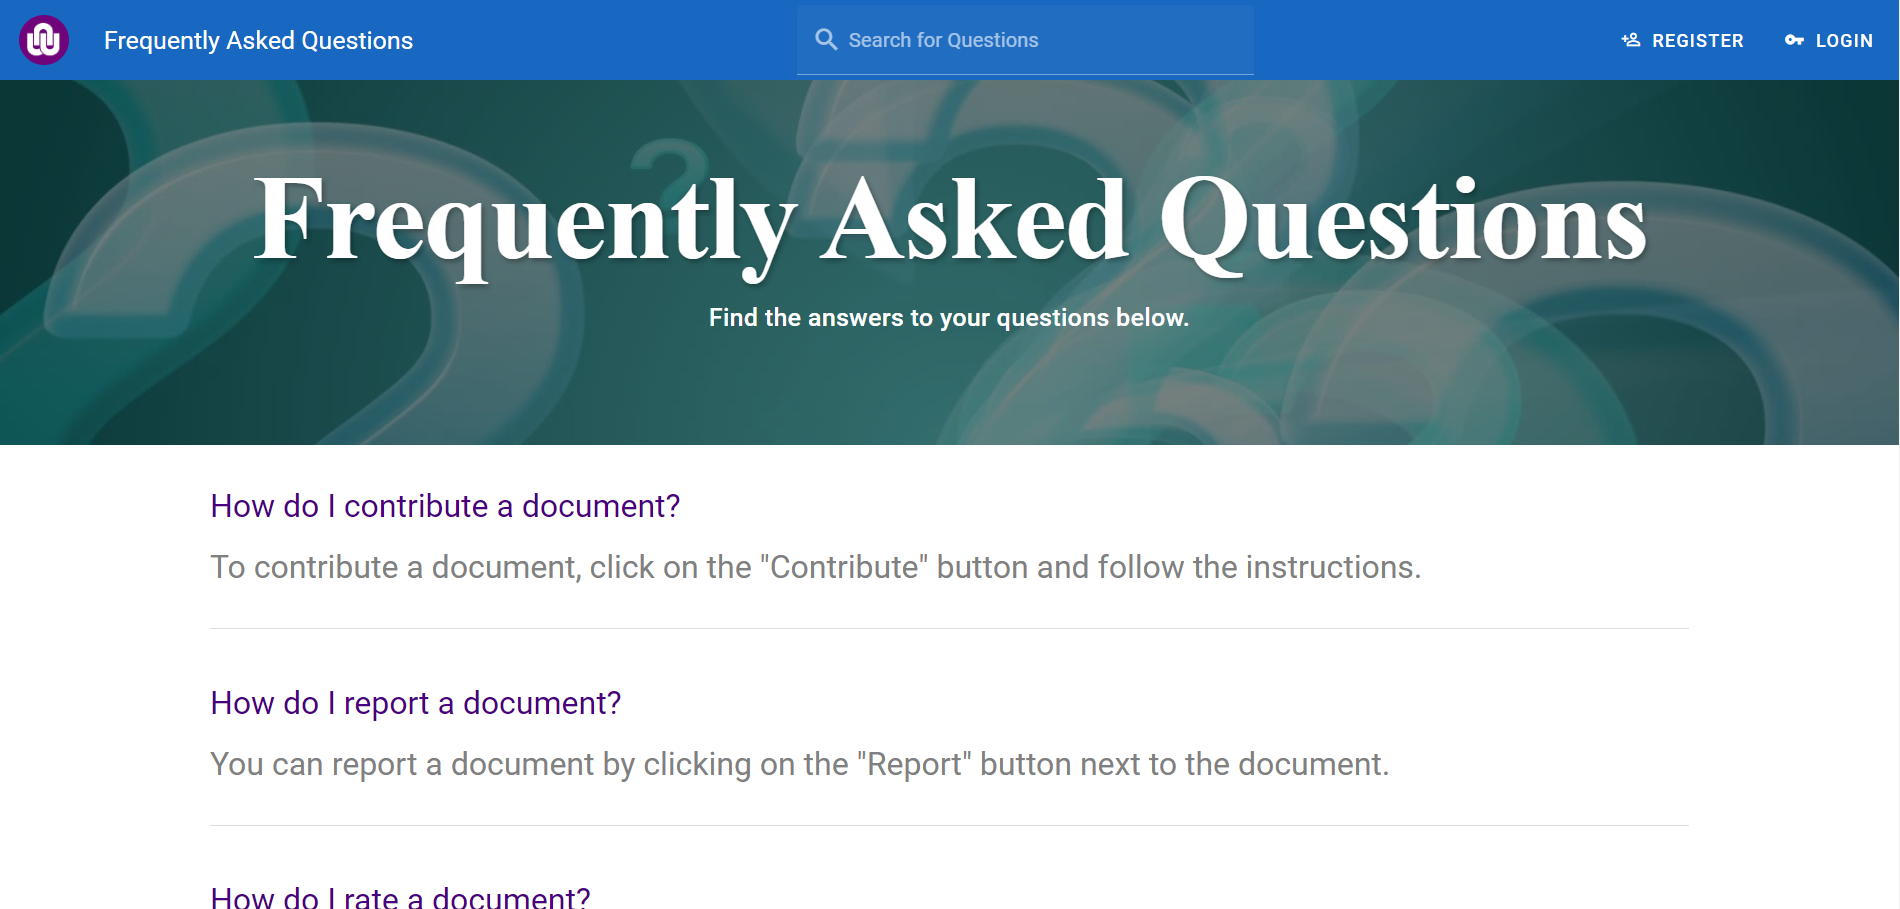 Frequently Asked Questions
Search for Questions
REGISTER
LOGIN
Frequently Asked Questions
Find the answers to your questions below.
How do I contribute a document?
To contribute a document, click on the "Contribute" button and follow the instructions.
How do I report a document?
You can report a document by clicking on the "Report" button next to the document.
How do I rate a document?